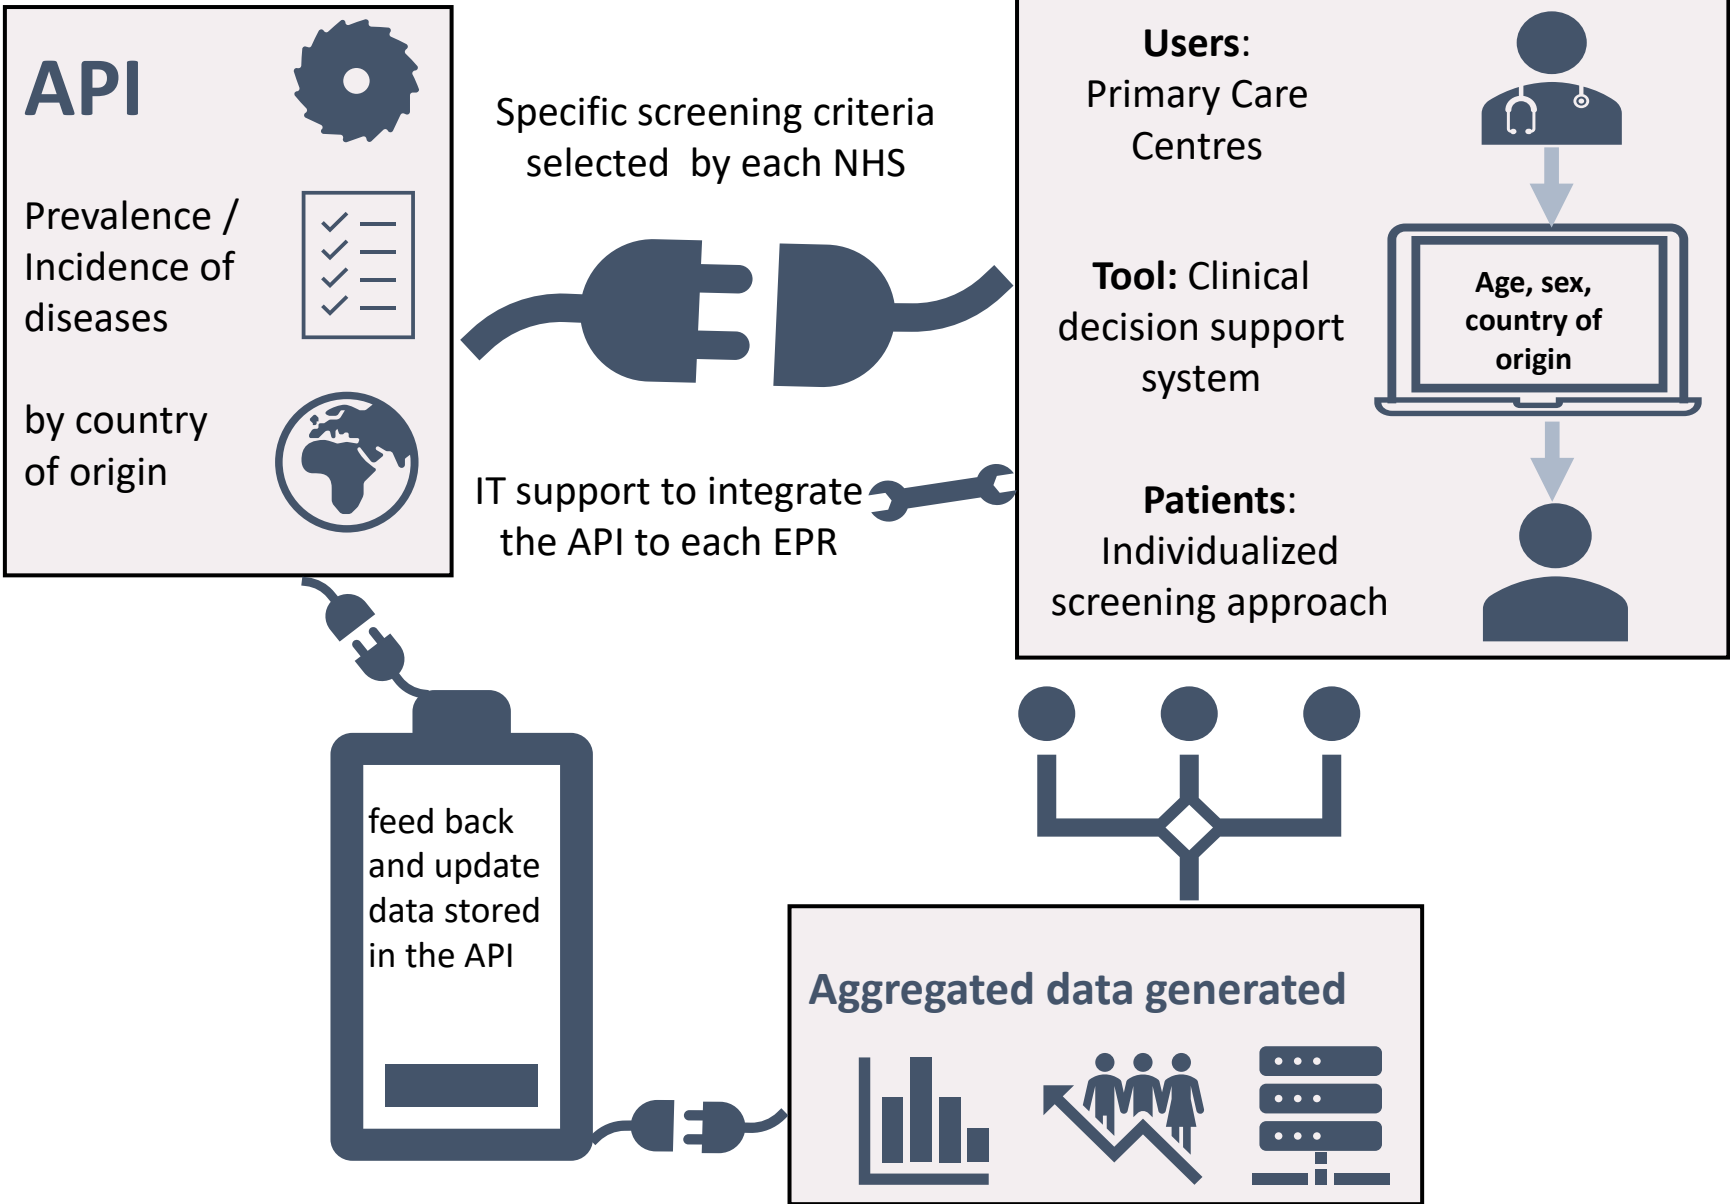 API
Prevalence /
Incidence of
diseases
by country
of origin
Specific screening criteria
selected by each NHS
IT support to integrate
the API to each EPR
Users:
Primary Care
Centres
Tool: Clinical
decision support
system
Age, sex,
country of
origin
Patients:
Individualized
screening approach
feed back
and update
data stored
in the API
Aggregated data generated